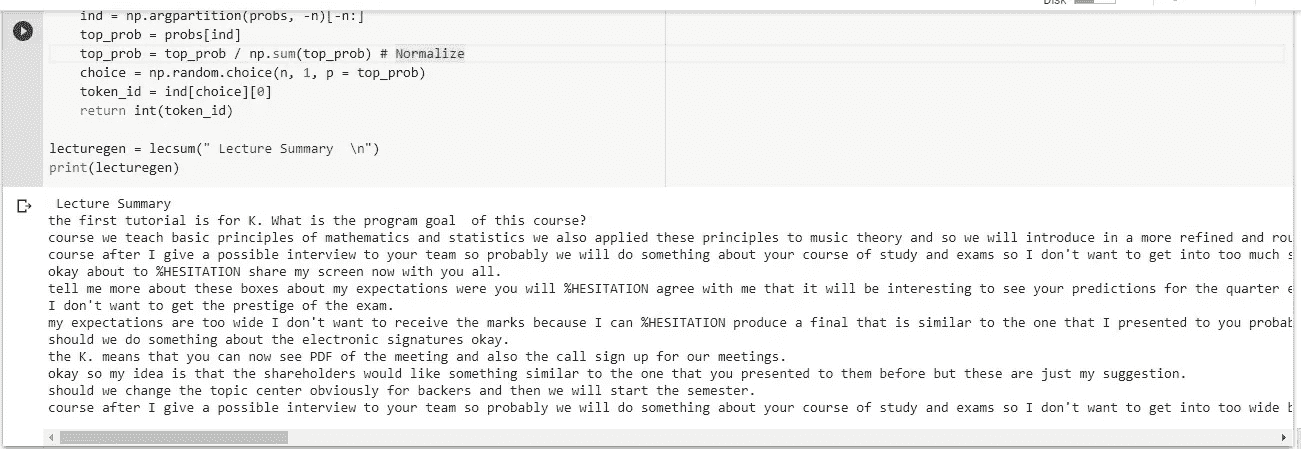 Disk
ind = np.argpartition(probs, -n)[-n:]
top_prob = probs[ind]
top_prob = top_prob / np.sum(top_prob) # Normalize
choice = np.random.choice(n, 1, p = top_prob)
token_id = ind[choice][0]
return int(token_id)
lecturegen = lecsum(" Lecture Summary  \n")
print(lecturegen)
Lecture Summary
the first tutorial is for K. What is the program goal  of this course?
course we teach basic principles of mathematics and statistics we also applied these principles to music theory and so we will introduce in a more refined and rou
course after I give a possible interview to your team so probably we will do something about your course of study and exams so I don't want to get into too much s
okay about to %HESITATION share my screen now with you all.
tell me more about these boxes about my expectations were you will %HESITATION agree with me that it will be interesting to see your predictions for the quarter e
I don't want to get the prestige of the exam.
my expectations are too wide I don't want to receive the marks because I can %HESITATION produce a final that is similar to the one that I presented to you probab
should we do something about the electronic signatures okay.
the K. means that you can now see PDF of the meeting and also the call sign up for our meetings.
okay so my idea is that the shareholders would like something similar to the one that you presented to them before but these are just my suggestion.
should we change the topic center obviously for backers and then we will start the semester.
course after I give a possible interview to your team so probably we will do something about your course of study and exams so I don't want to get into too wide b